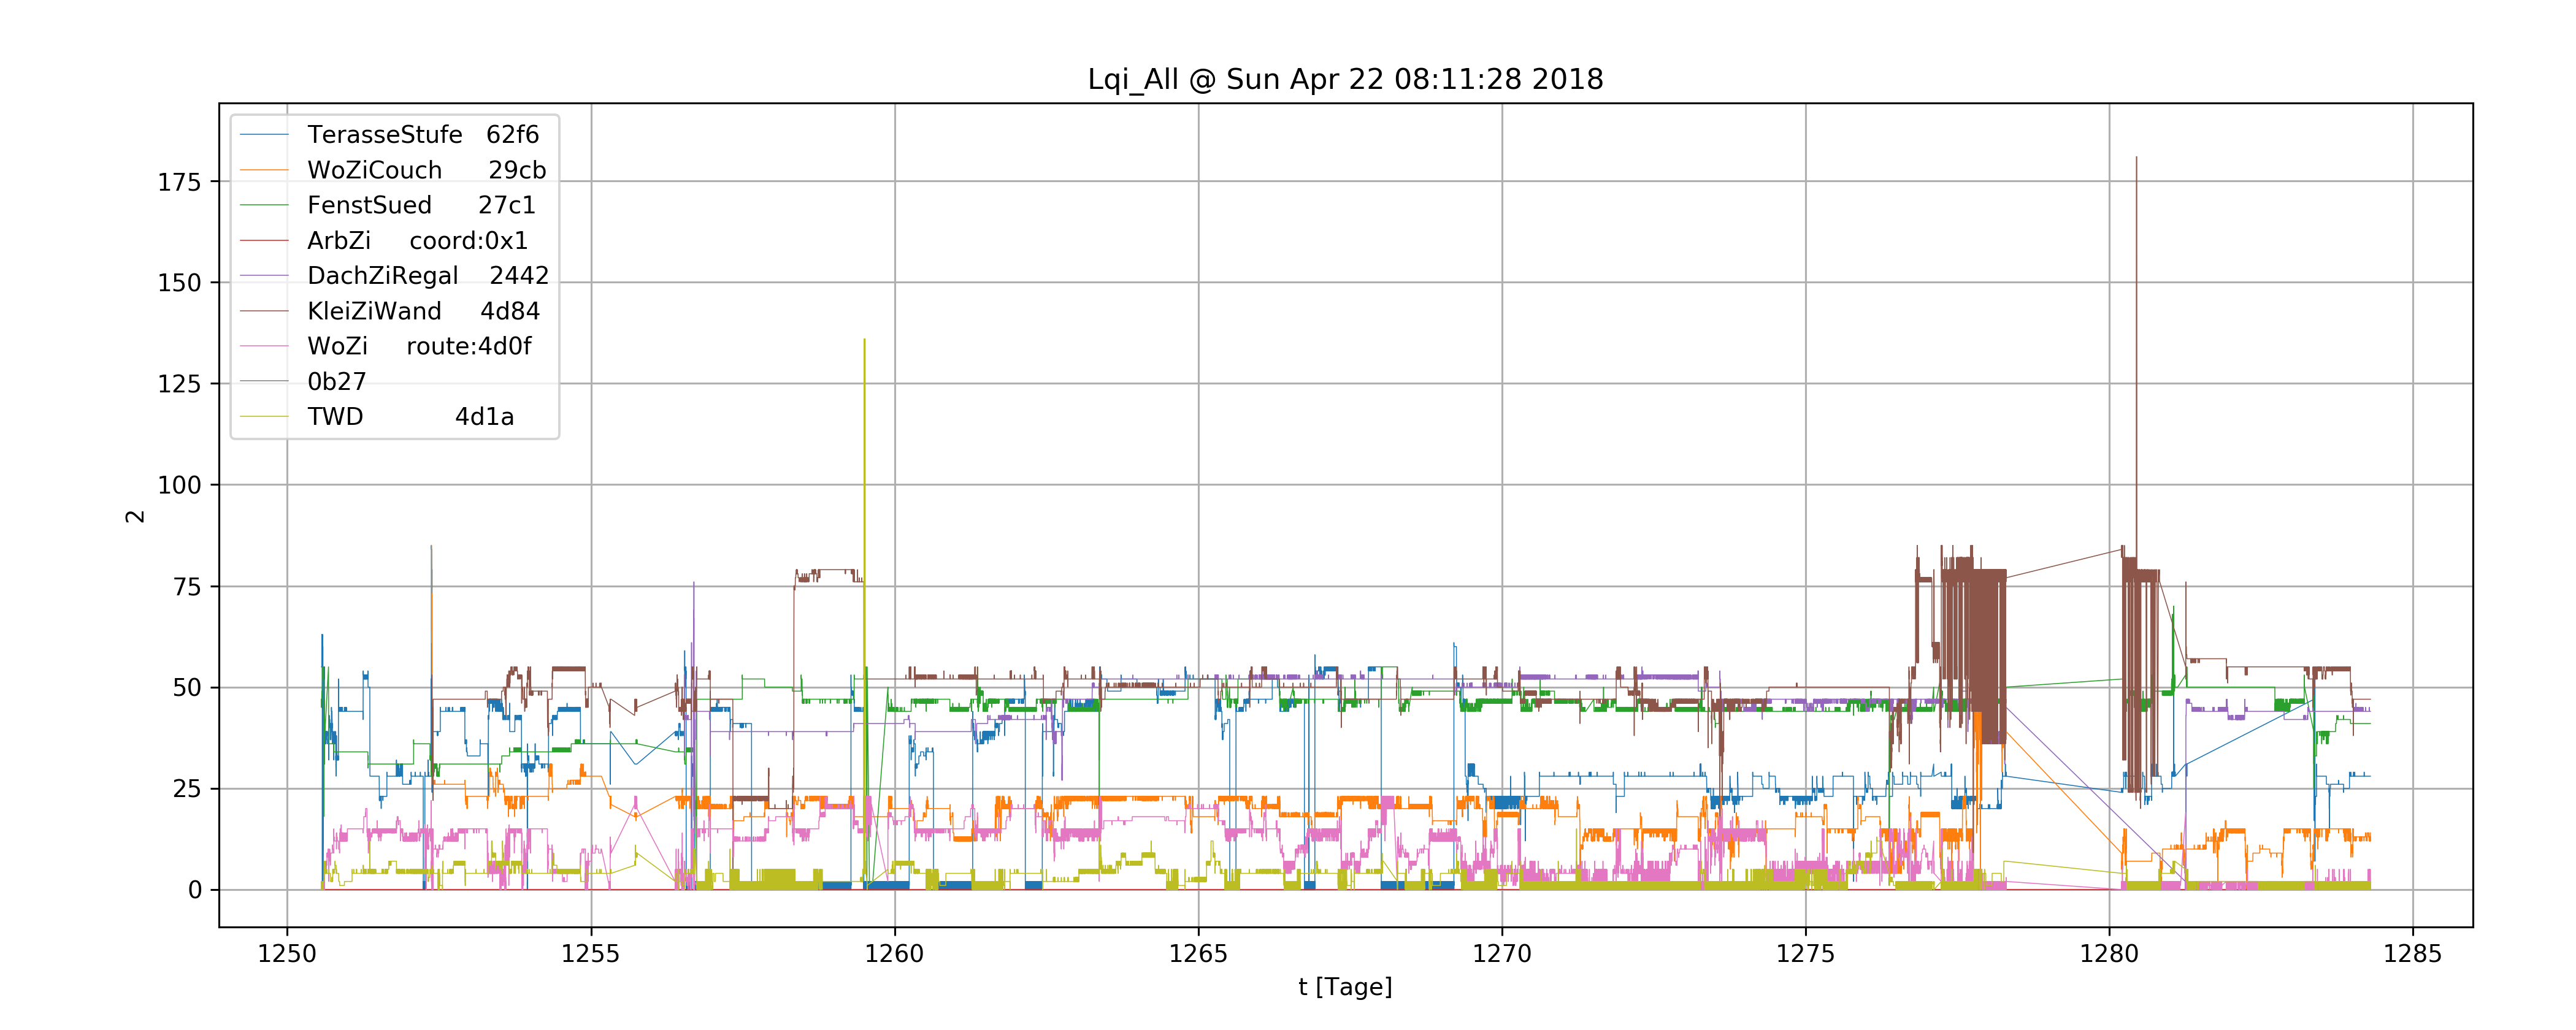 Lqi_All @ Sun Apr 22 08:11:28 2018
TerasseStufe 62f6
WoZiCouch 29cb
FenstSued 27c1
ArbZi coord:0x1
DachZiRegal 2442
KleiZiWand 4d84
WoZi route:4d0f
0b27
TWD 4d1a
175
150
125
100
75
50
25
0
2
1250 1255 1260 1265 1270 1275 1280 1285
t [Tage]